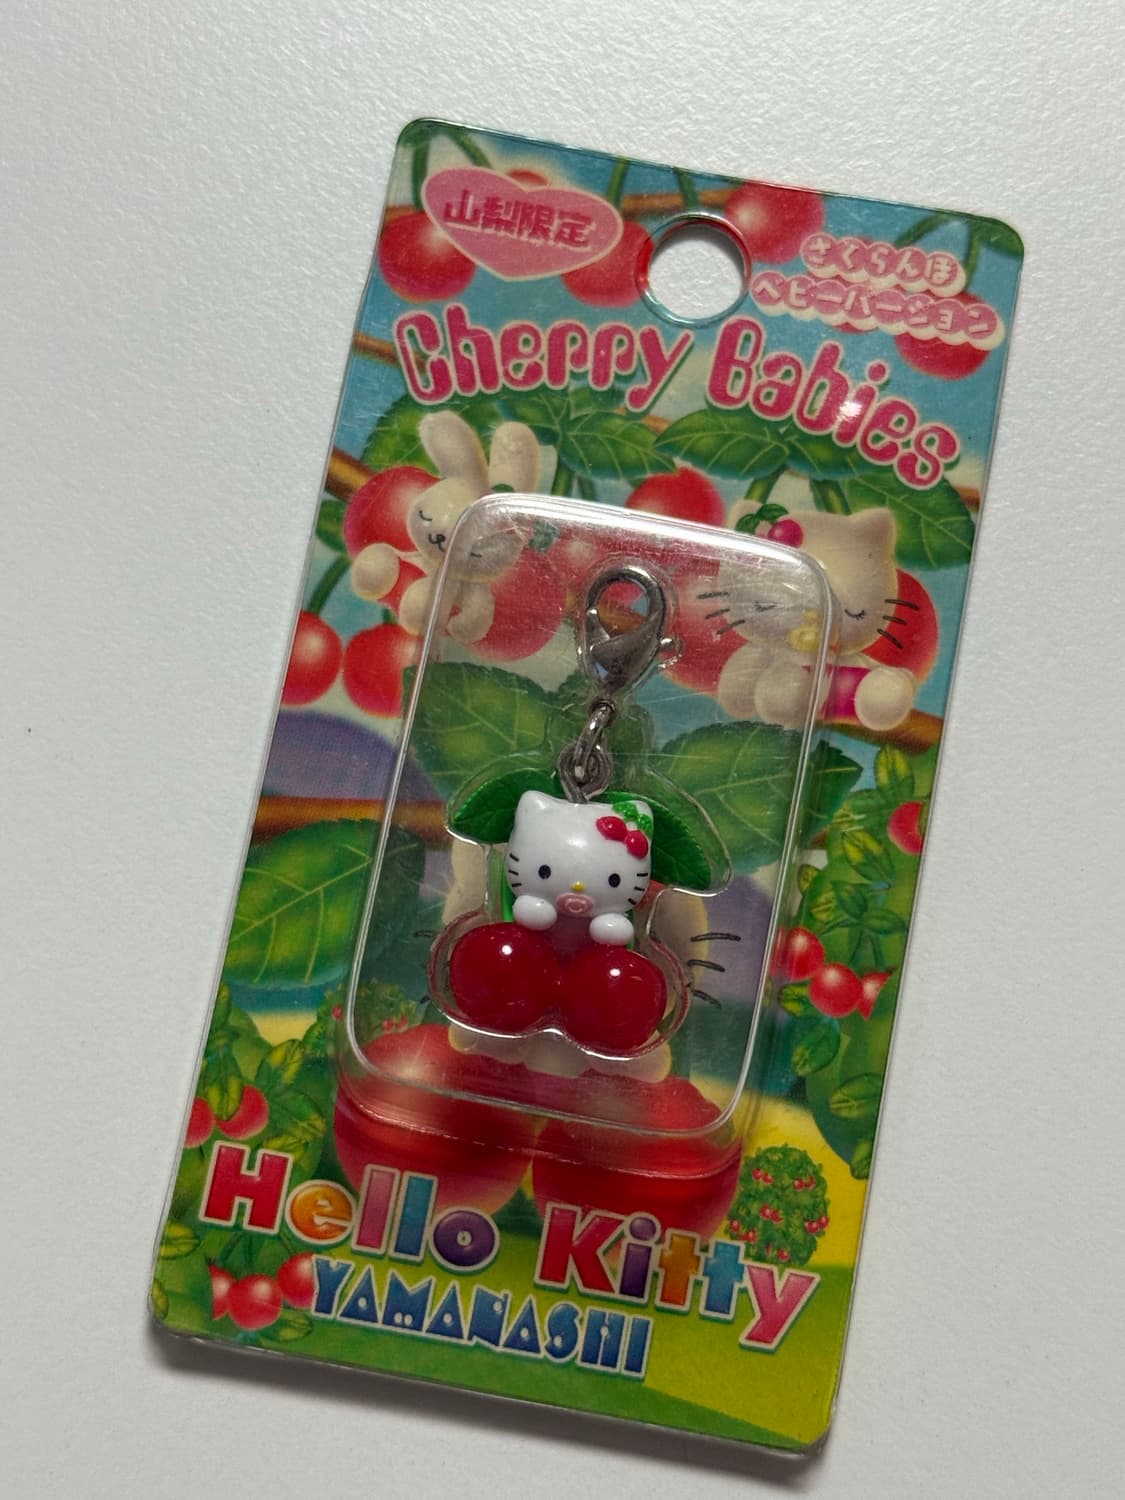 山梨限定
さくらんぼ
ベビーバージョン
Cherry Babies
Hello Kitty
YAMANASHI